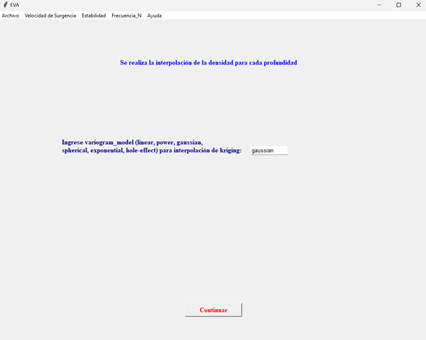 EVA
Archivo Velocidad de Surgencia Estabilidad Frecuencia_N Ayuda
Se realiza la interpolación de la densidad para cada profundidad
Ingrese variogram_model (linear, power, gaussian,
spherical, exponential, hole-effect) para interpolación de kriging: gaussian
Continuar